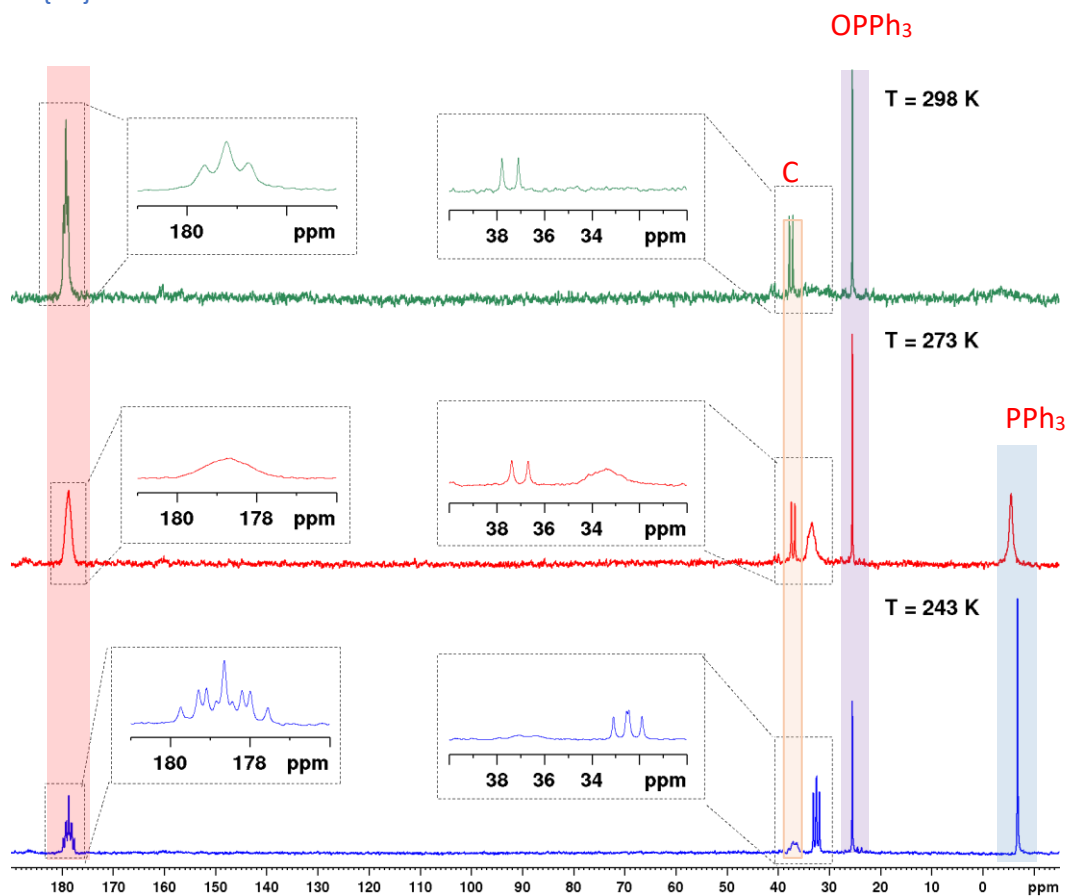 OPPh₃
T = 298 K
180 ppm
38 36 34 ppm
C
T = 273 K
180 178 ppm
38 36 34 ppm
PPh₃
T = 243 K
180 178 ppm
38 36 34 ppm
180 170 160 150 140 130 120 110 100 90 80 70 60 50 40 30 20 10 0 ppm